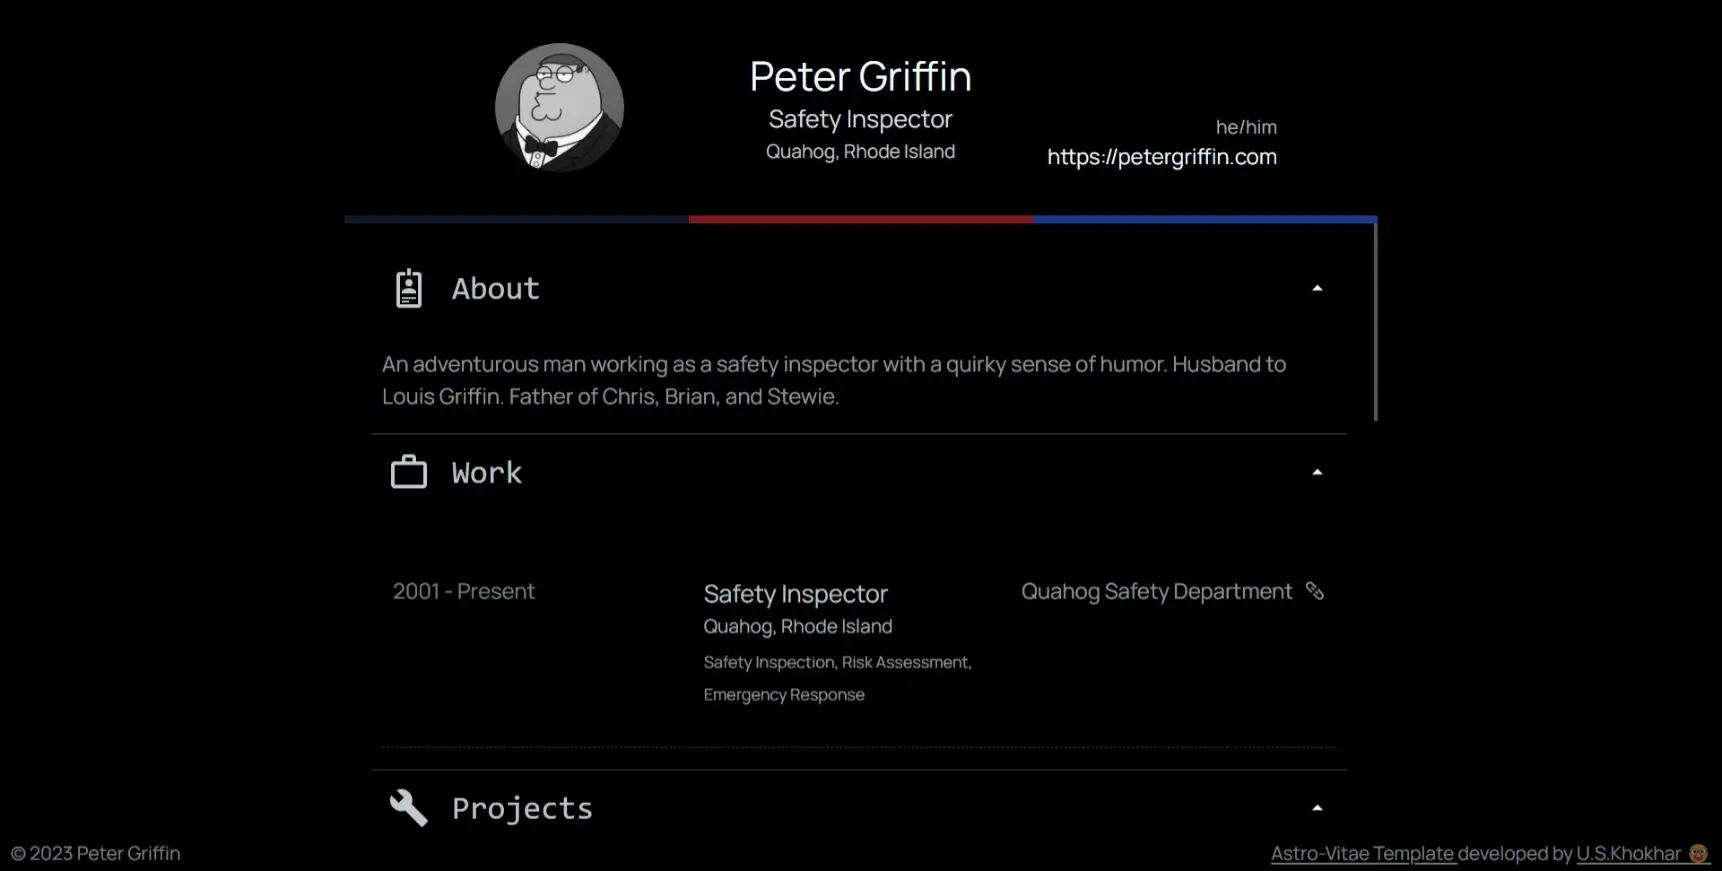 Peter Griffin
Safety Inspector
Quahog, Rhode Island
he/him
https://petergriffin.com
About
An adventurous man working as a safety inspector with a quirky sense of humor. Husband to
Louis Griffin. Father of Chris, Brian, and Stewie.
Work
2001 - Present
Safety Inspector
Quahog, Rhode Island
Safety Inspection, Risk Assessment,
Emergency Response
Quahog Safety Department
Projects
© 2023 Peter Griffin
Astro-Vitae Template developed by U.S.Khokhar